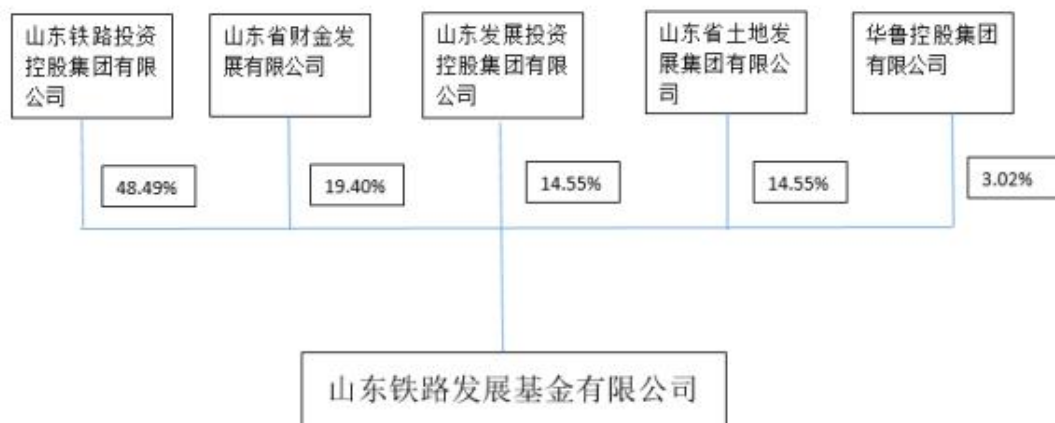 山东铁路投资
控股集团有限
公司
山东省财金发
展有限公司
山东发展投资
控股集团有限
公司
山东省土地发
展集团有限公
司
华鲁控股集团
有限公司
48.49%
19.40%
14.55%
14.55%
3.02%
山东铁路发展基金有限公司